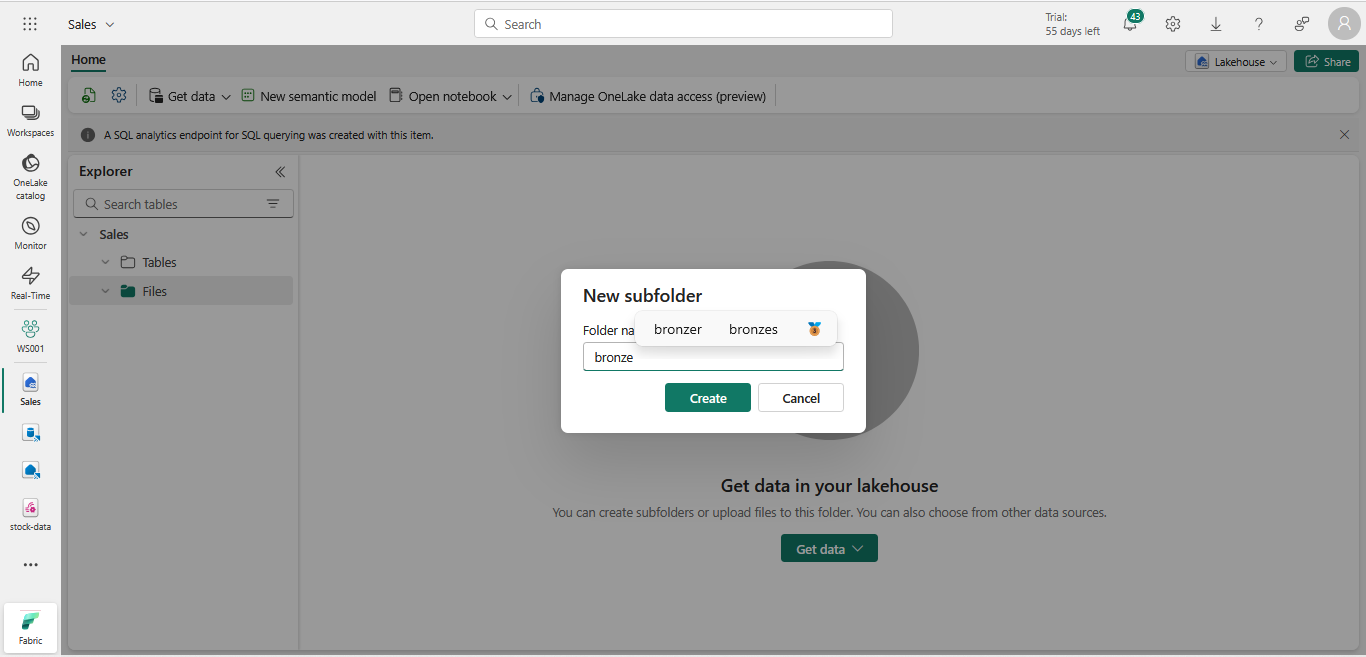 Sales
Search
Trial:
55 days left
43
Home
Workspaces
OneLake
catalog
Monitor
Real-Time
WS001
Sales
stock-data
Fabric
Home
Lakehouse
Share
Get data
New semantic model
Open notebook
Manage OneLake data access (preview)
A SQL analytics endpoint for SQL querying was created with this item.
Explorer
Search tables
Sales
Tables
Files
New subfolder
Folder na
bronzer bronzes 3
bronze
Create Cancel
Get data in your lakehouse
You can create subfolders or upload files to this folder. You can also choose from other data sources.
Get data